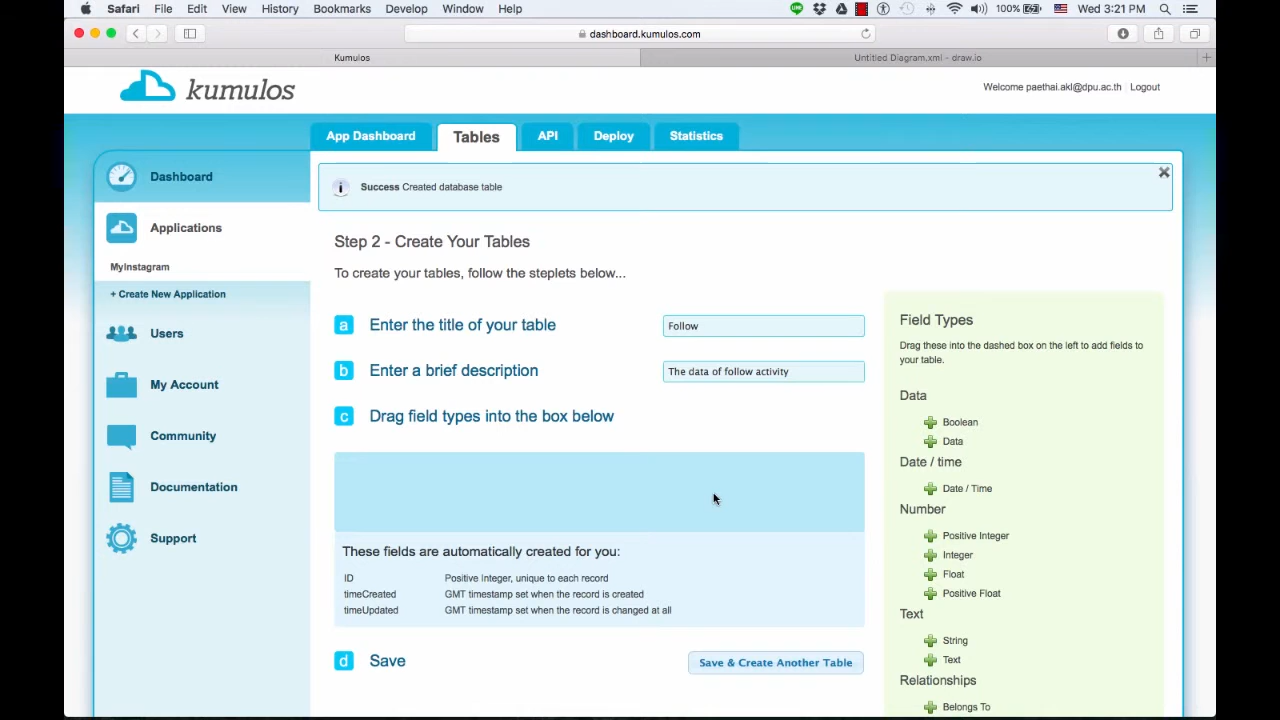 Safari File Edit View History Bookmarks Develop Window Help 100% Wed 3:21 PM
dashboard.kumulos.com
Kumulos Untitled Diagram.xml - draw.io
kumulos
Welcome paethai.akl@dpu.ac.th Logout
App Dashboard Tables API Deploy Statistics
Dashboard
Applications
MyInstagram
+ Create New Application
Users
My Account
Community
Documentation
Support
Success Created database table
Step 2 - Create Your Tables
To create your tables, follow the steplets below...
a Enter the title of your table Follow
b Enter a brief description The data of follow activity
c Drag field types into the box below
These fields are automatically created for you:
ID Positive Integer, unique to each record
timeCreated GMT timestamp set when the record is created
timeUpdated GMT timestamp set when the record is changed at all
d Save Save & Create Another Table
Field Types
Drag these into the dashed box on the left to add fields to
your table.
Data
Boolean
Data
Date / time
Date / Time
Number
Positive Integer
Integer
Float
Positive Float
Text
String
Text
Relationships
Belongs To